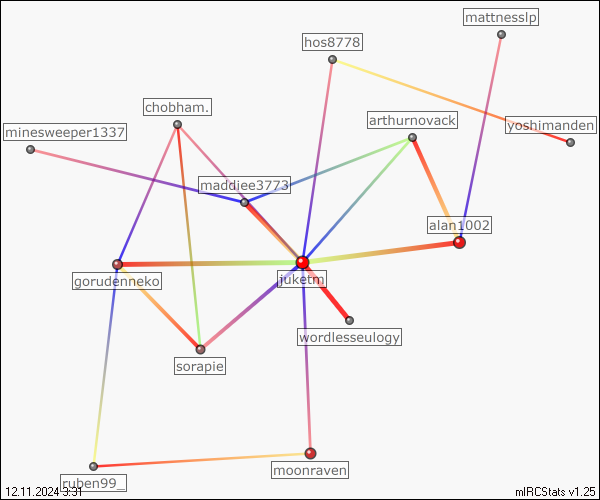 mattnesslp
hos8778
chobham.
arthurnovack
yoshimanden
minesweeper1337
maddiee3773
alan1002
gorudenneko
juketm
wordlesseulogy
sorapie
moonraven
ruben99_
12.11.2024 3:31
mIRCStats v1.25